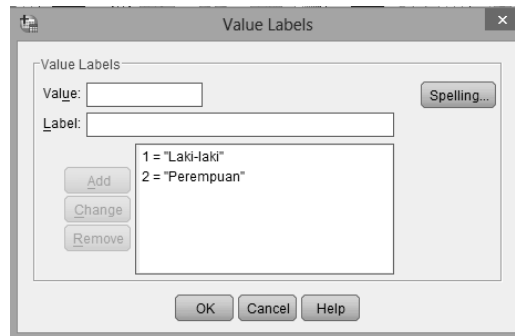 Value Labels
Value Labels
Value:
Spelling...
Label:
1 = "Laki-laki"
2 = "Perempuan"
Add
Change
Remove
OK Cancel Help